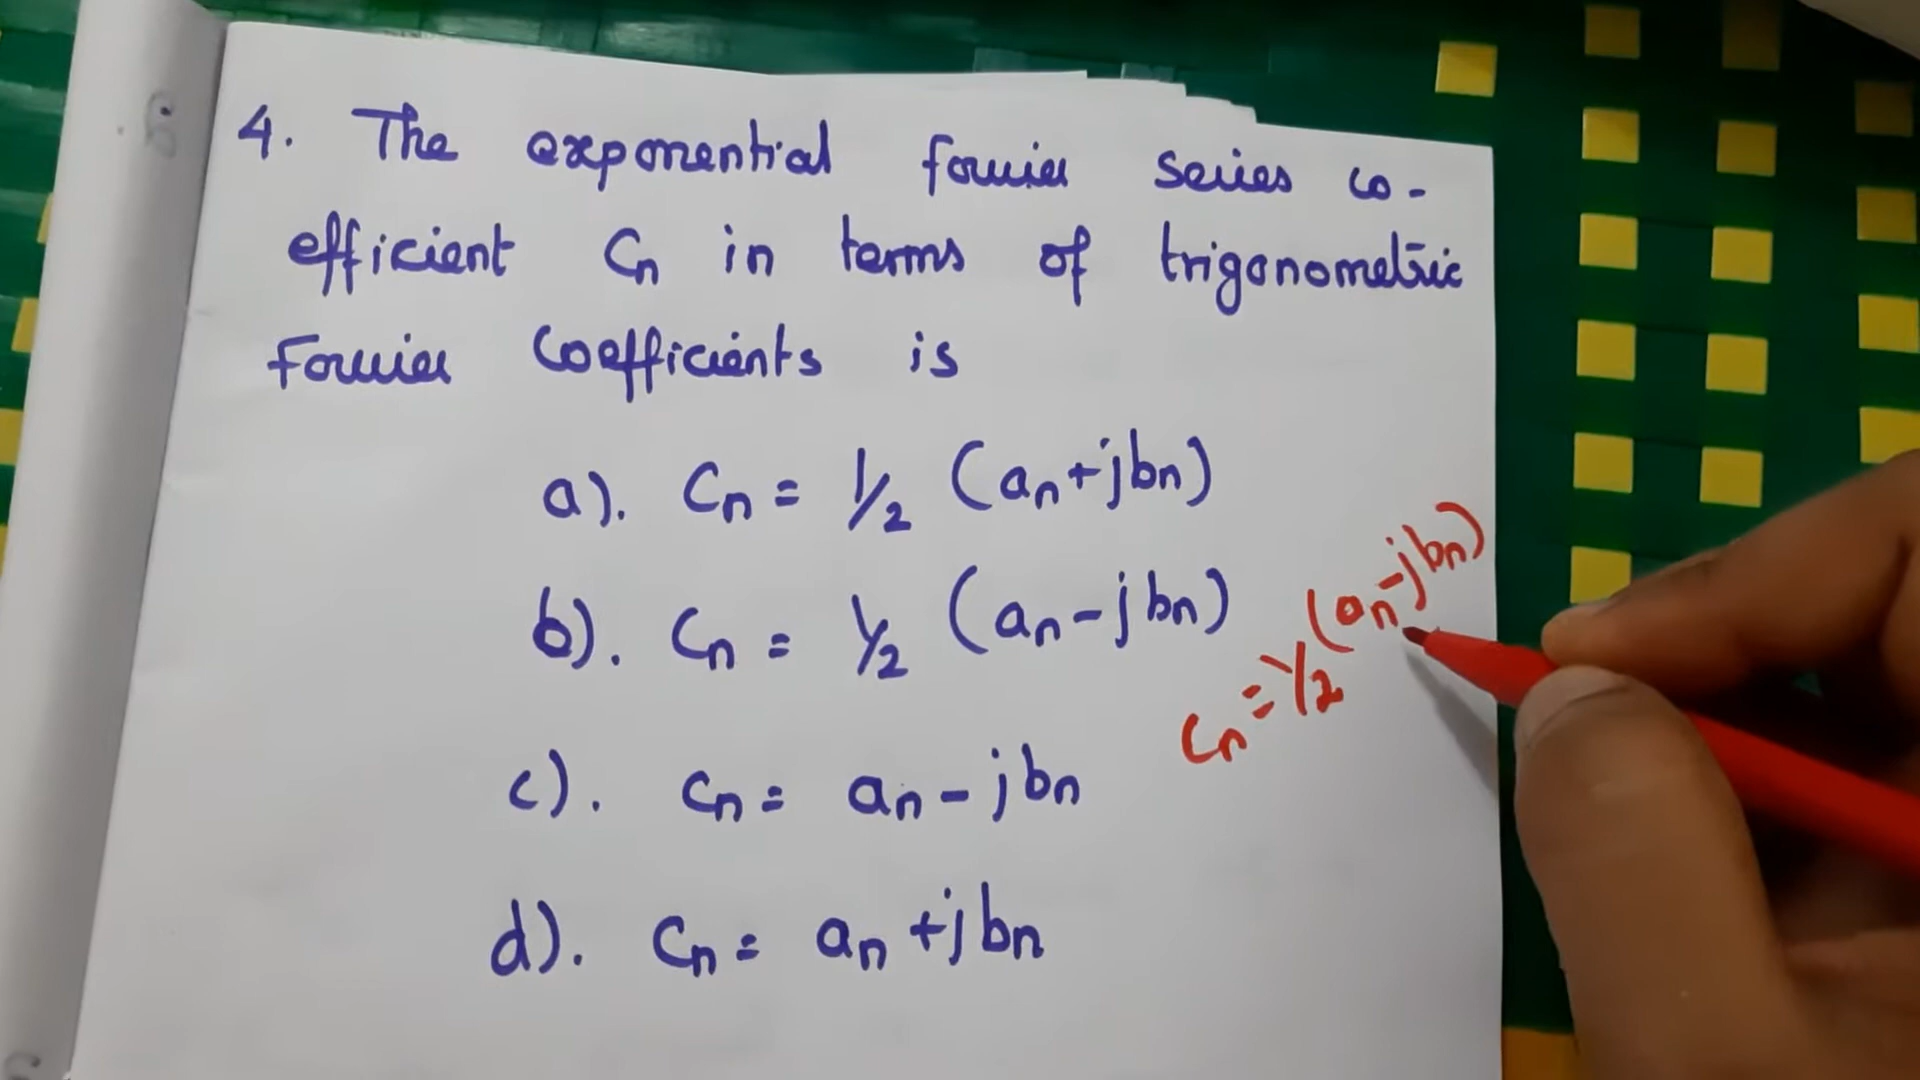 4. The exponential fourier series co-
efficient Cn in terms of trigonometric
Fourier Coefficients is
a). Cn = 1/2 (an+jbn)
b). Cn = 1/2 (an-jbn)
Cn = 1/2 (an-jbn)
c). Cn = an-jbn
d). Cn = an+jbn